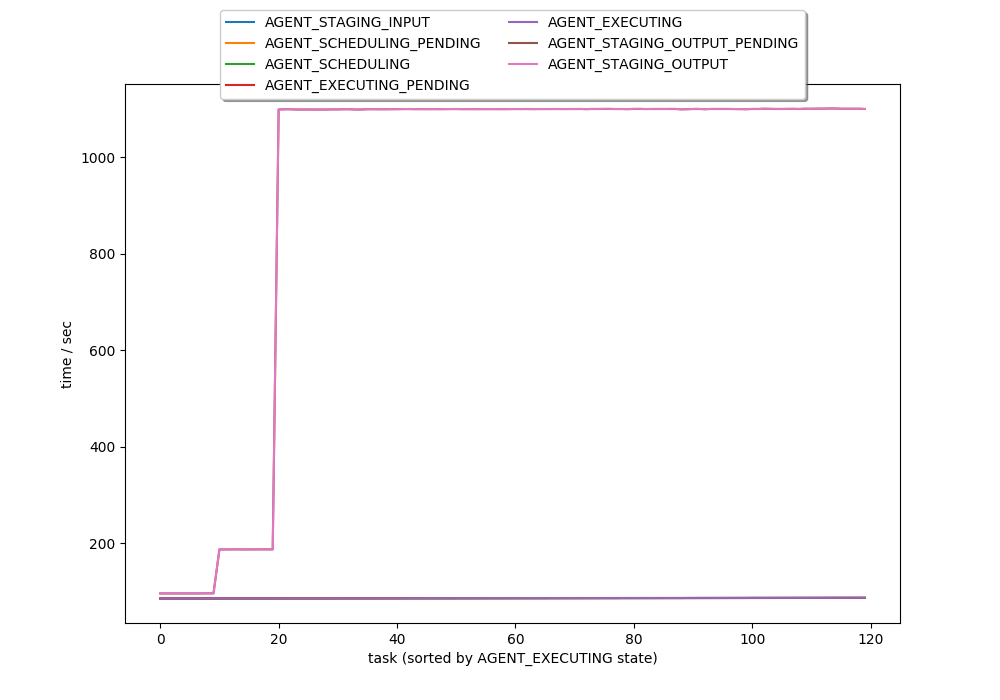 AGENT_STAGING_INPUT
AGENT_SCHEDULING_PENDING
AGENT_SCHEDULING
AGENT_EXECUTING_PENDING
AGENT_EXECUTING
AGENT_STAGING_OUTPUT_PENDING
AGENT_STAGING_OUTPUT
1000
800
600
400
200
time / sec
0
20
40
60
80
100
120
task (sorted by AGENT_EXECUTING state)